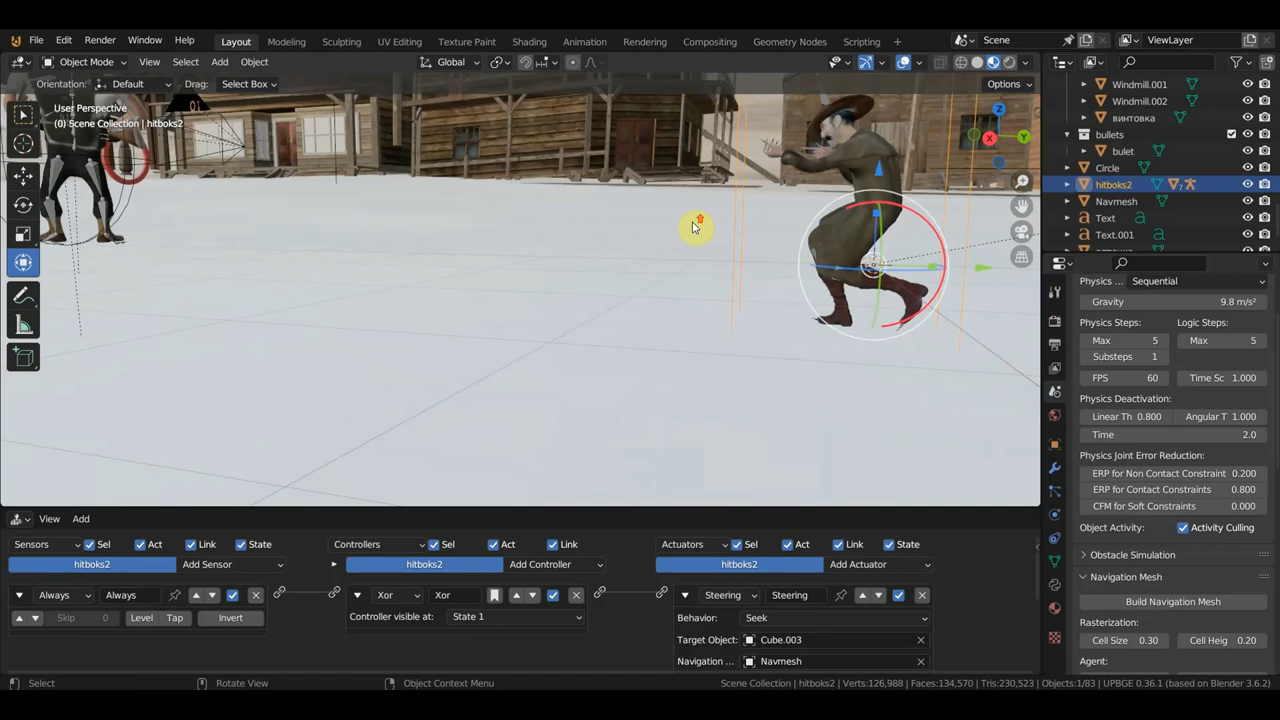 File Edit Render Window Help Layout Modeling Sculpting UV Editing Texture Paint Shading Animation Rendering Compositing Geometry Nodes Scripting + Scene ViewLayer
Object Mode View Select Add Object Global
Orientation: Default Drag: Select Box Options
User Perspective
(0) Scene Collection | hitboks2
X
Y
Z
Windmill.001
Windmill.002
винтовка
bullets
bulet
Circle
hitboks2
Navmesh
Text
Text.001
Physics ... Sequential
Gravity 9.8 m/s²
Physics Steps: Logic Steps:
Max 5 Max 5
Substeps 1
FPS 60 Time Sc 1.000
Physics Deactivation:
Linear Th 0.800 Angular T 1.000
Time 2.0
Physics Joint Error Reduction:
ERP for Non Contact Constraint 0.200
ERP for Contact Constraints 0.800
CFM for Soft Constraints 0.000
Object Activity: Activity Culling
Obstacle Simulation
Navigation Mesh
Build Navigation Mesh
Rasterization:
Cell Size 0.30 Cell Heig 0.20
Agent:
View Add
Sensors Sel Act Link State Controllers Sel Act Link Actuators Sel Act Link State
hitboks2 Add Sensor hitboks2 Add Controller hitboks2 Add Actuator
Always Always Xor Xor Steering Steering
Skip 0 Level Tap Invert Controller visible at: State 1 Behavior: Seek
Target Object: Cube.003
Navigation ... Navmesh
Select Rotate View Object Context Menu Scene Collection | hitboks2 | Verts:126,988 | Faces:134,570 | Tris:230,523 | Objects:1/83 | UPBGE 0.36.1 (based on Blender 3.6.2)